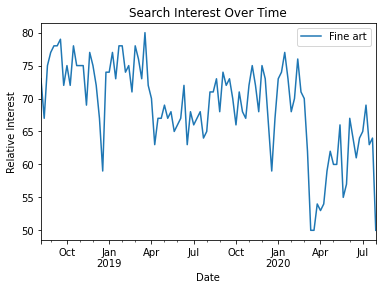 Search Interest Over Time
Fine art
Relative Interest
80
75
70
65
60
55
50
Oct
Jan
2019
Apr
Jul
Oct
Jan
2020
Apr
Jul
Date